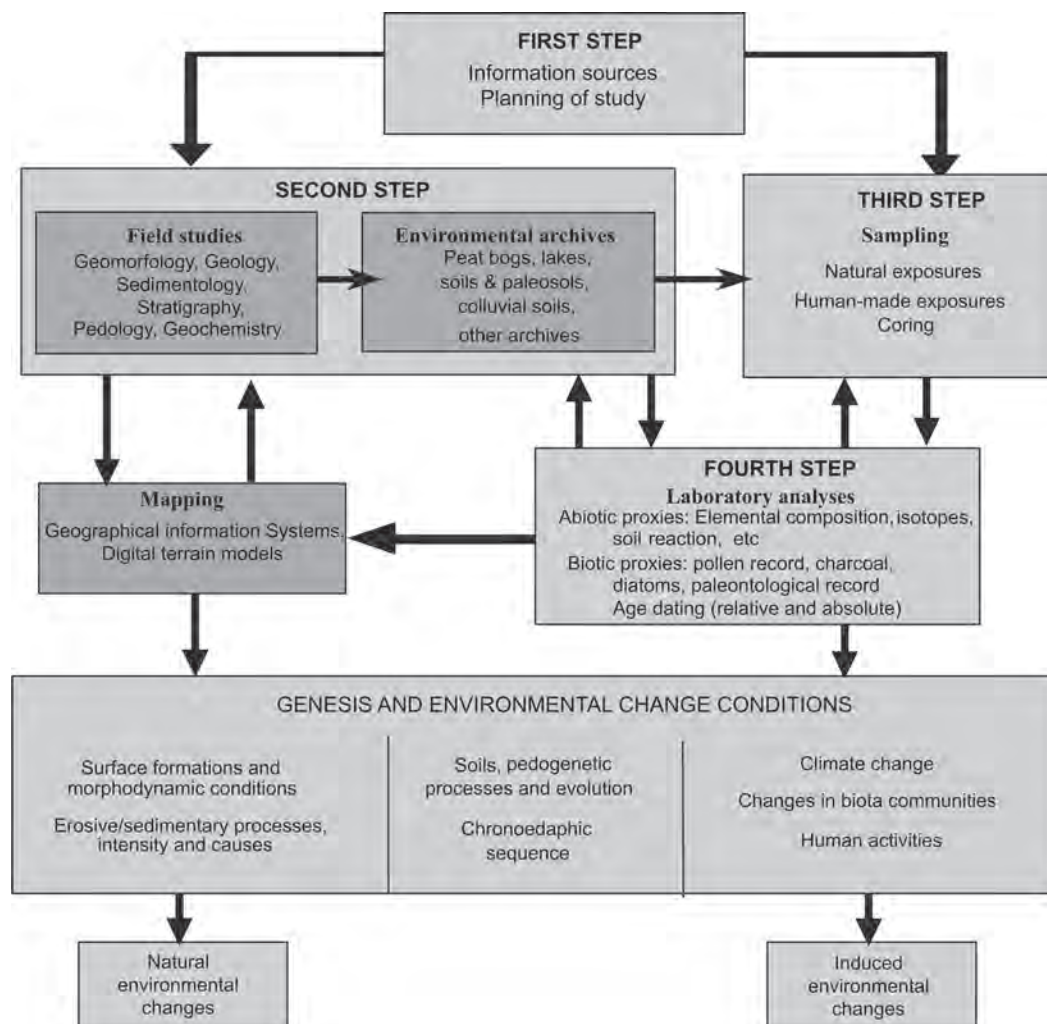 FIRST STEP
Information sources
Planning of study
SECOND STEP
Field studies
Geomorfology, Geology,
Sedimentology,
Stratigraphy,
Pedology, Geochemistry
Environmental archives
Peat bogs, lakes,
soils & paleosols,
colluvial soils,
other archives
THIRD STEP
Sampling
Natural exposures
Human-made exposures
Coring
Mapping
Geographical information Systems,
Digital terrain models
FOURTH STEP
Laboratory analyses
Abiotic proxies: Elemental composition, isotopes,
soil reaction, etc
Biotic proxies: pollen record, charcoal,
diatoms, paleontological record
Age dating (relative and absolute)
GENESIS AND ENVIRONMENTAL CHANGE CONDITIONS
Surface formations and
morphodynamic conditions
Erosive/sedimentary processes,
intensity and causes
Soils, pedogenetic
processes and evolution
Chronoedaphic
sequence
Climate change
Changes in biota communities
Human activities
Natural
environmental
changes
Induced
environmental
changes